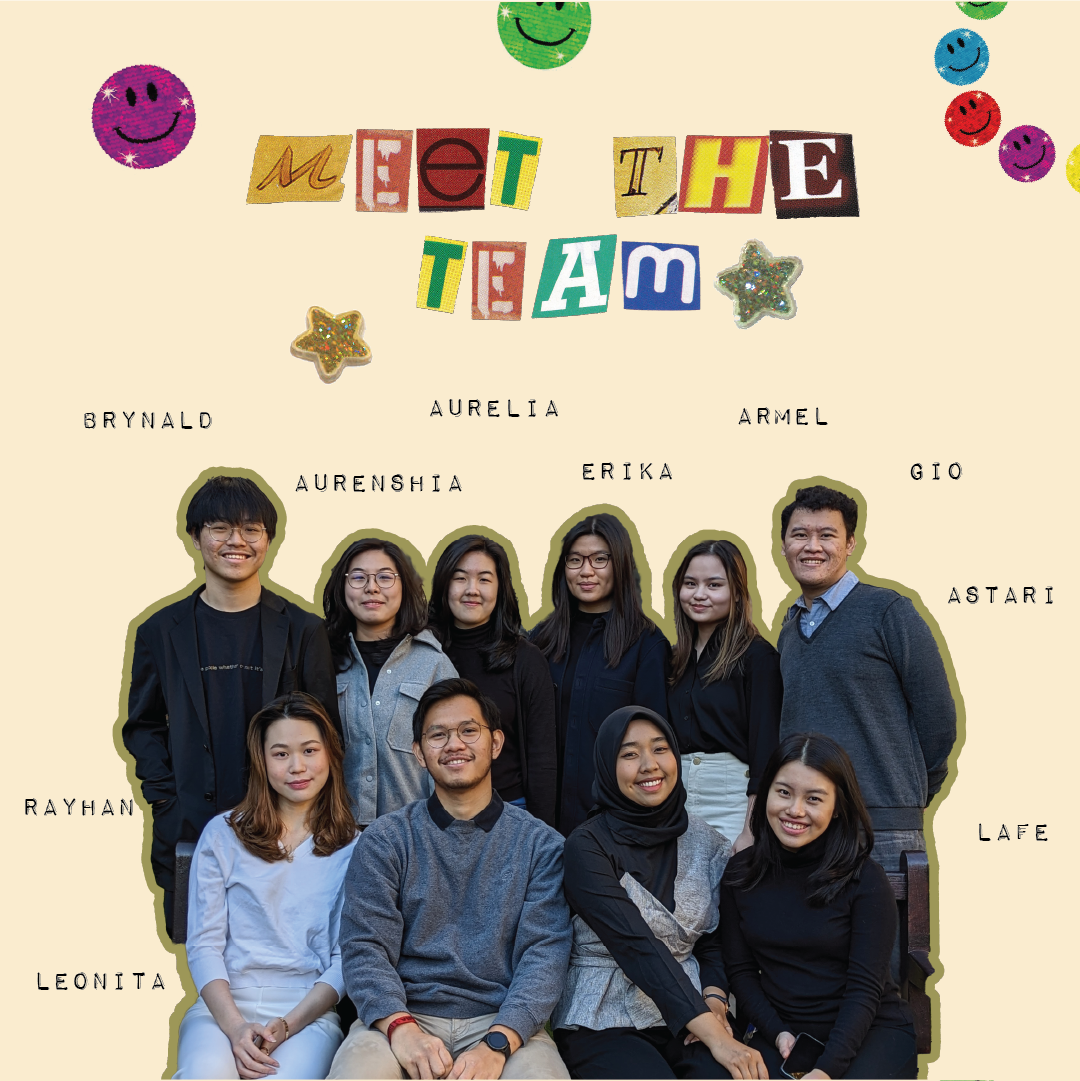 MEeT THE
TEAm
BRYNALD
AURELIA
ARMEL
AURENSHIA
ERIKA
GIO
ASTARI
RAYHAN
LAFE
LEONITA